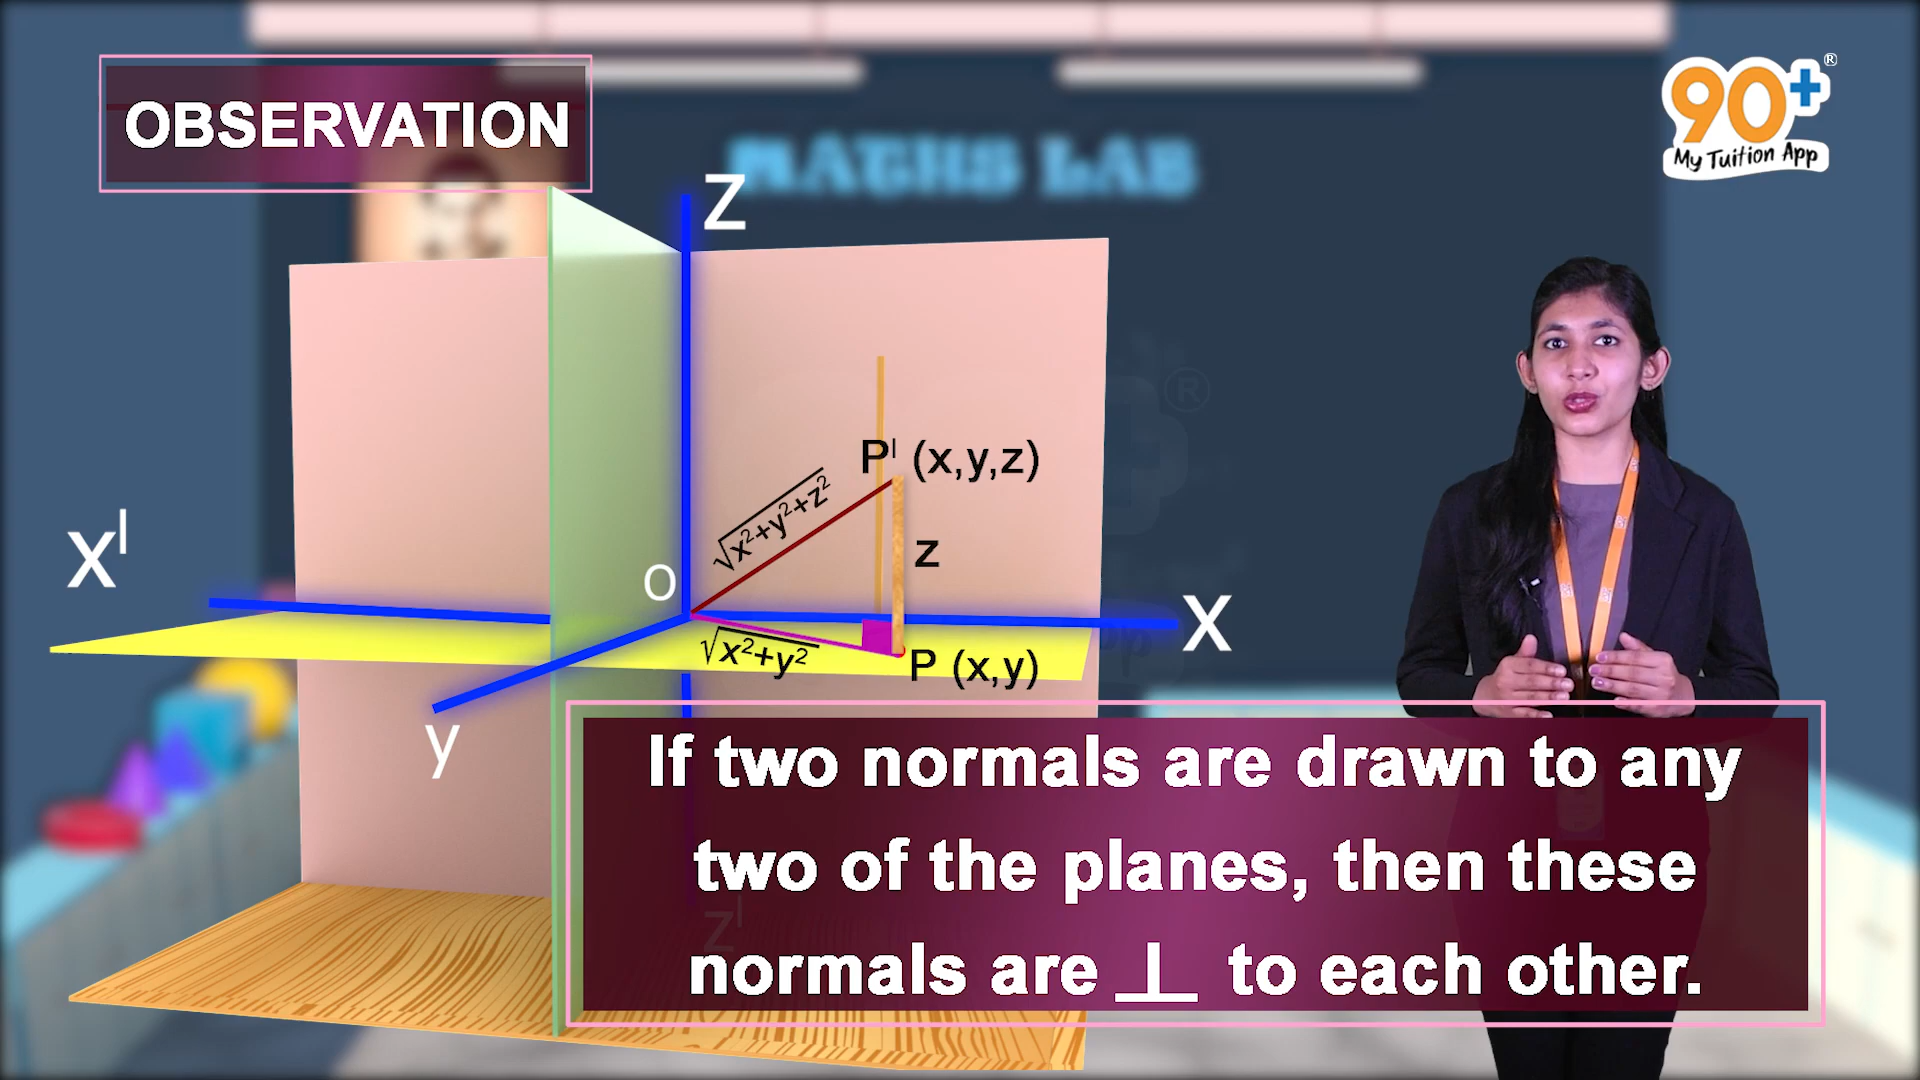 OBSERVATION
90+®
My Tuition App
MATHS LAB
Z
P| (x,y,z)
√x²+y²+z²
®
X|
z
O
X
√x²+y²
P (x,y)
y
If two normals are drawn to any
two of the planes, then these
z|
normals are ⊥ to each other.